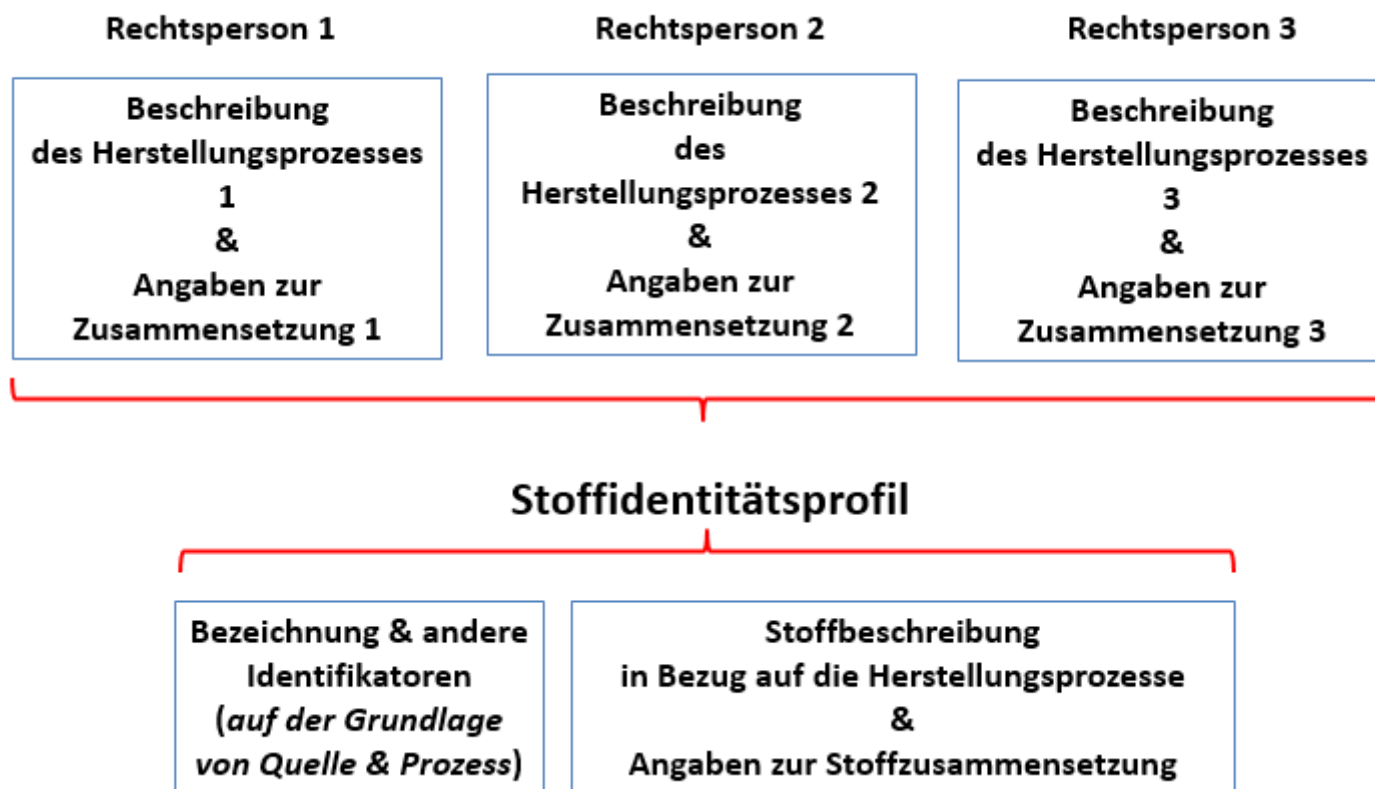 Rechtsperson 1
Rechtsperson 2
Rechtsperson 3
Beschreibung
des Herstellungsprozesses
1
&
Angaben zur
Zusammensetzung 1
Beschreibung
des
Herstellungsprozesses 2
&
Angaben zur
Zusammensetzung 2
Beschreibung
des Herstellungsprozesses
3
&
Angaben zur
Zusammensetzung 3
Stoffidentitätsprofil
Bezeichnung & andere
Identifikatoren
(auf der Grundlage
von Quelle & Prozess)
Stoffbeschreibung
in Bezug auf die Herstellungsprozesse
&
Angaben zur Stoffzusammensetzung